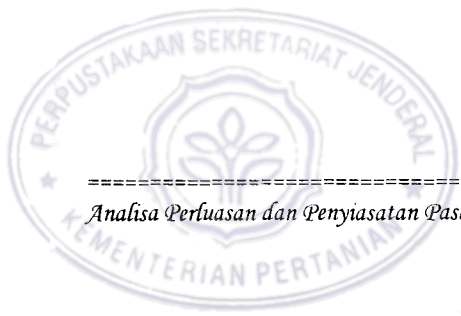 PERPUSTAKAAN SEKRETARIAT JENDERAL
==============================
Analisa Perluasan dan Penyiasatan
KEMENTERIAN PERTANIAN